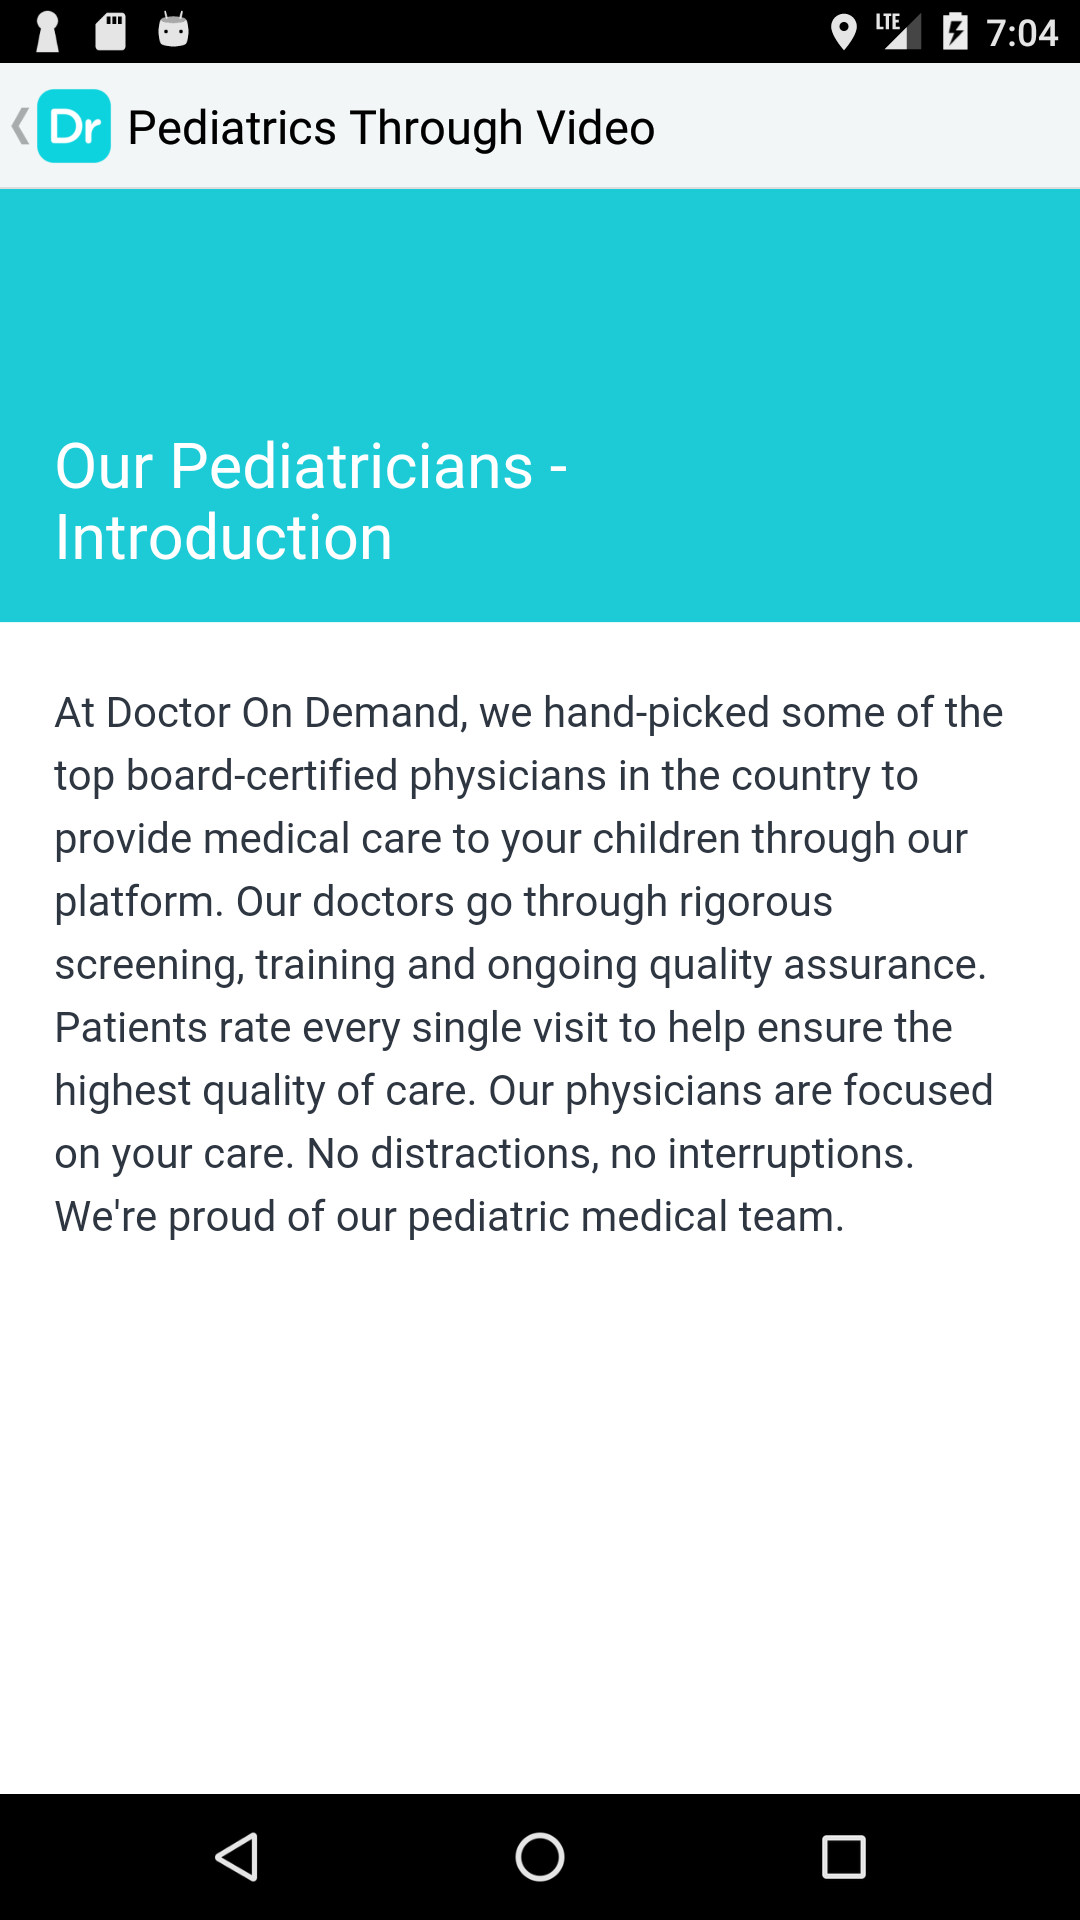 LTE 7:04
Dr Pediatrics Through Video
Our Pediatricians -
Introduction
At Doctor On Demand, we hand-picked some of the
top board-certified physicians in the country to
provide medical care to your children through our
platform. Our doctors go through rigorous
screening, training and ongoing quality assurance.
Patients rate every single visit to help ensure the
highest quality of care. Our physicians are focused
on your care. No distractions, no interruptions.
We're proud of our pediatric medical team.